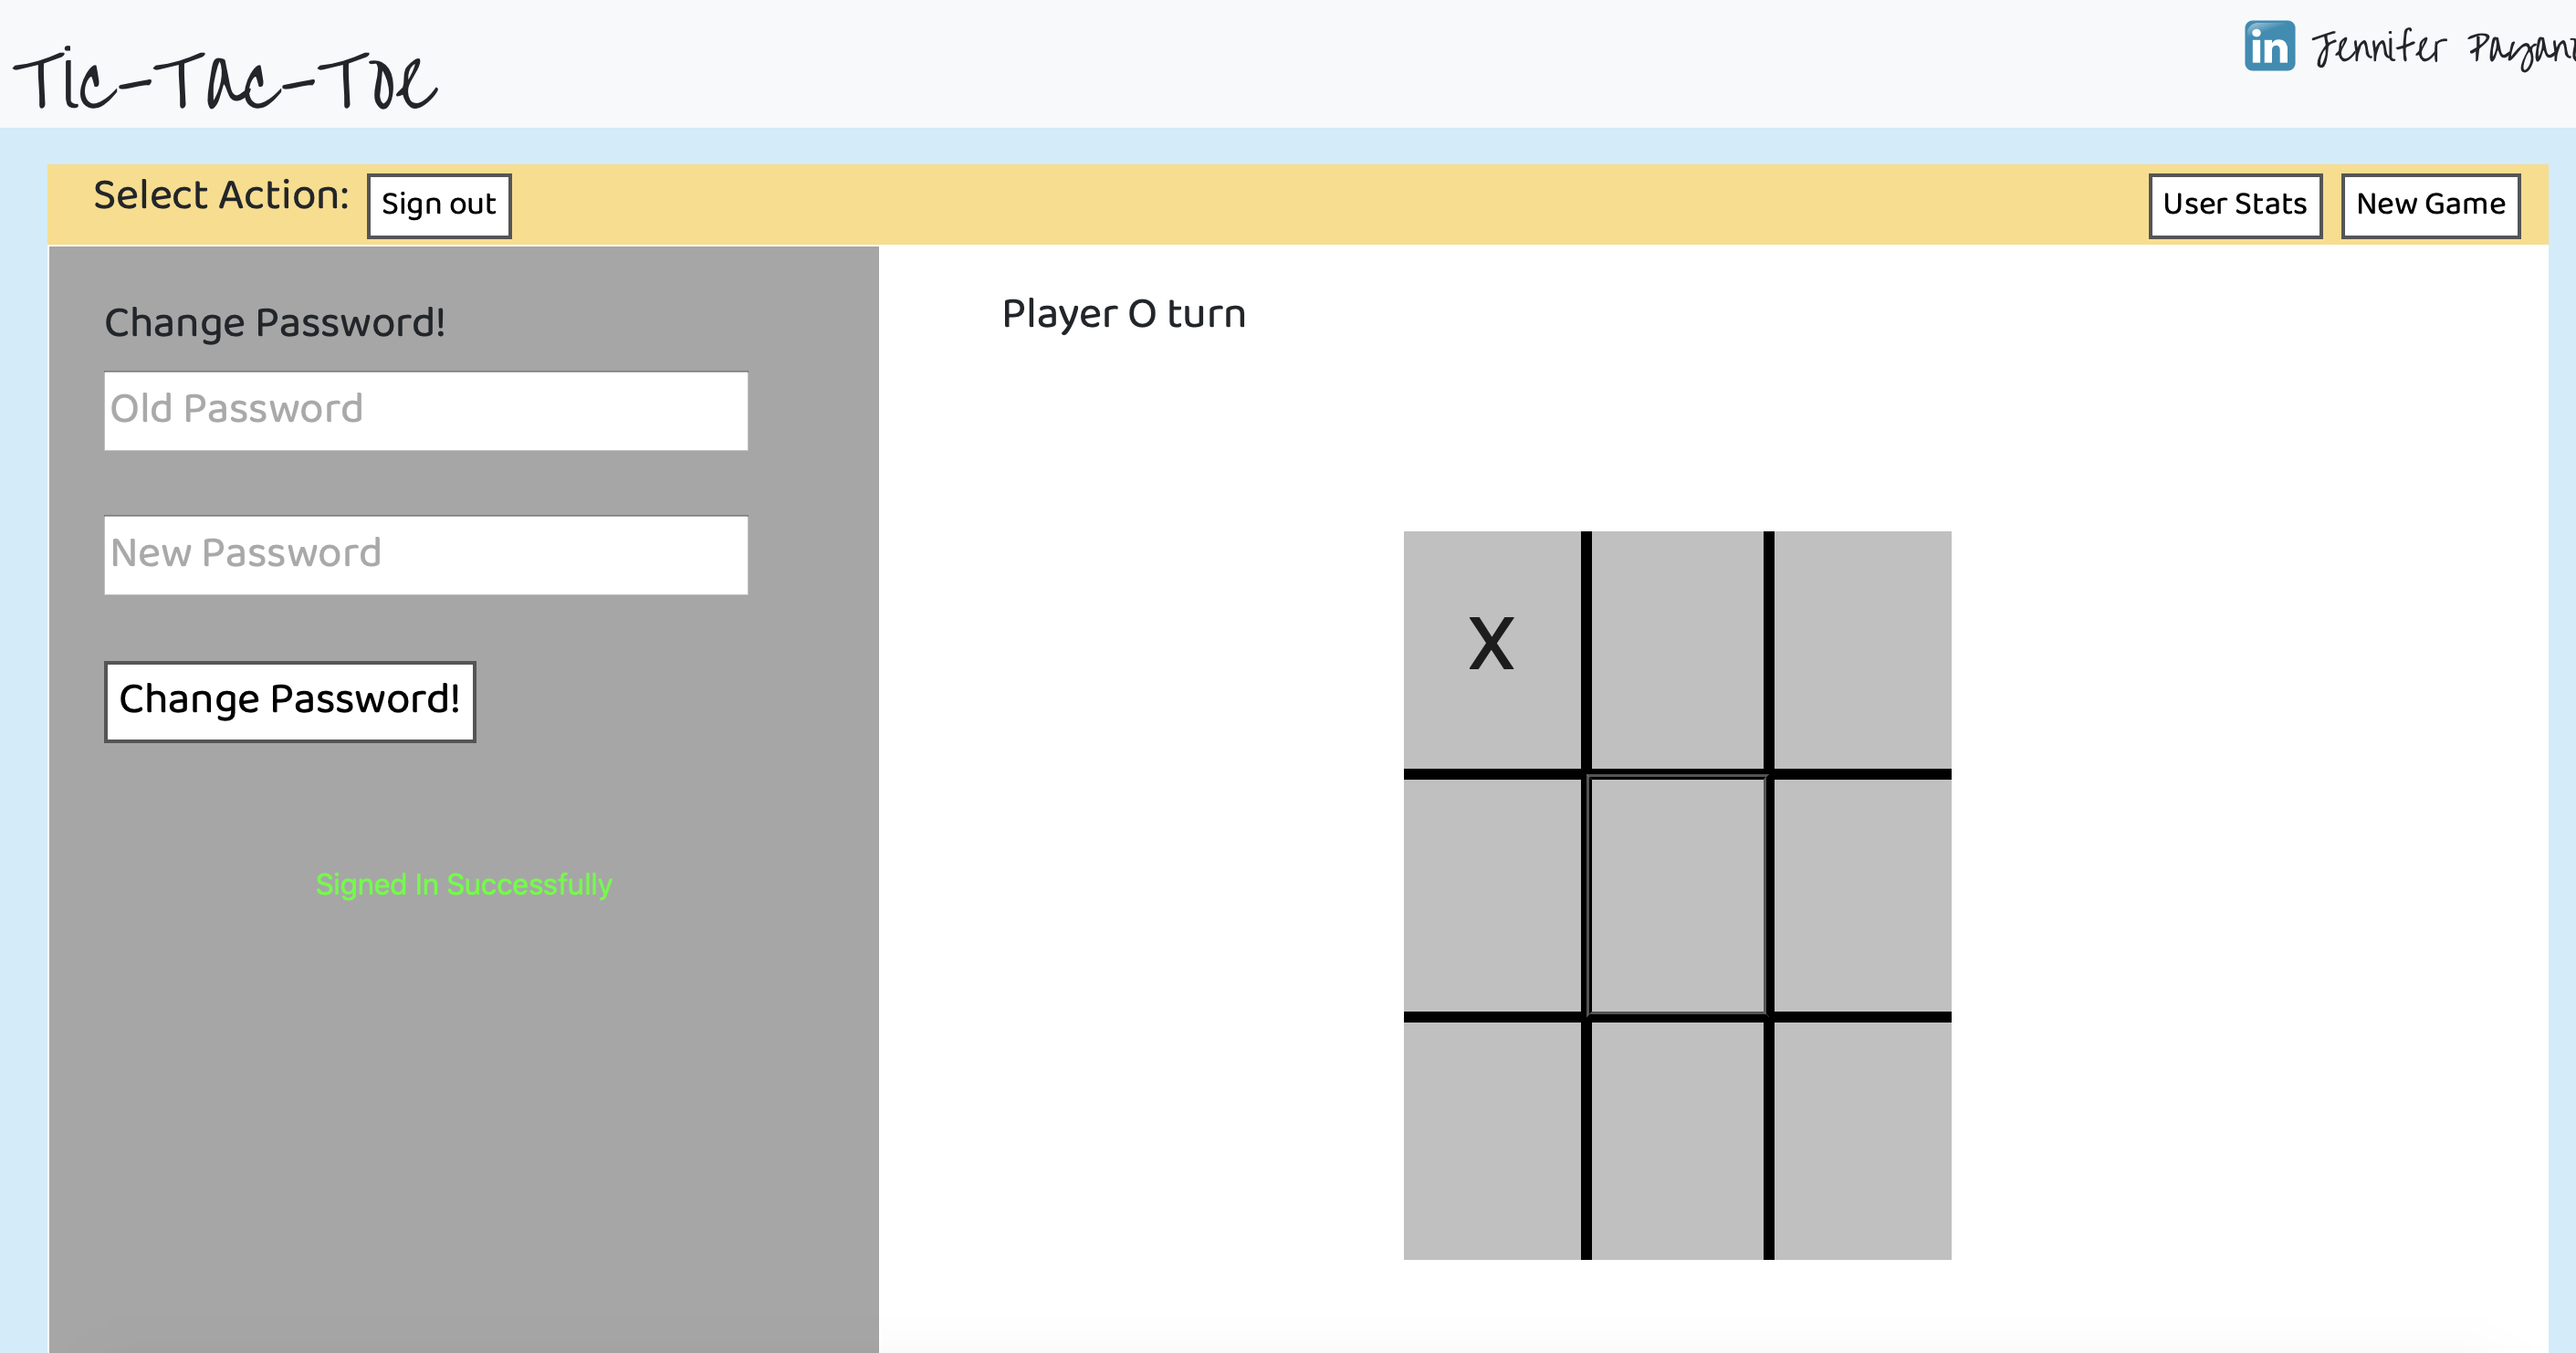 Tic-Tac-Toe
in Jennifer
Select Action: Sign out User Stats New Game
Change Password!
Old Password
New Password
Change Password!
Signed In Successfully
Player O turn
X